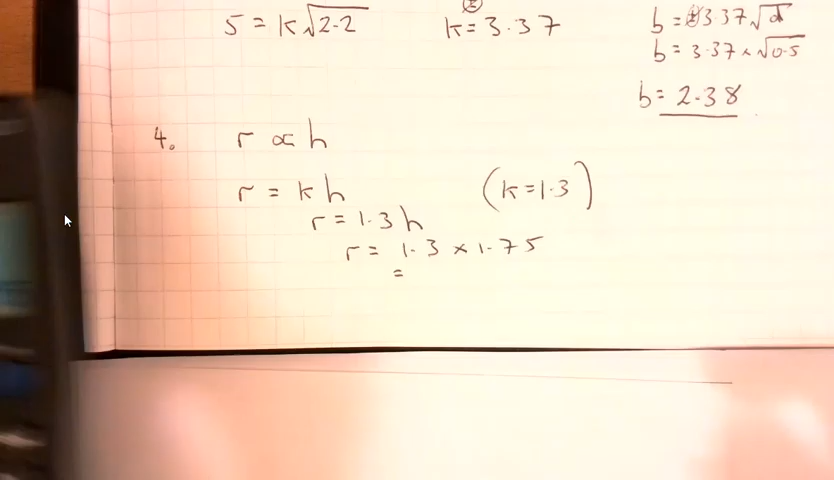 5 = k√2.2 k = 3.37 b = ±3.37√d
b = 3.37 × √0.5
b = 2.38
4. r ∝ h
r = k h (k = 1.3)
r = 1.3 h
r = 1.3 × 1.75
=